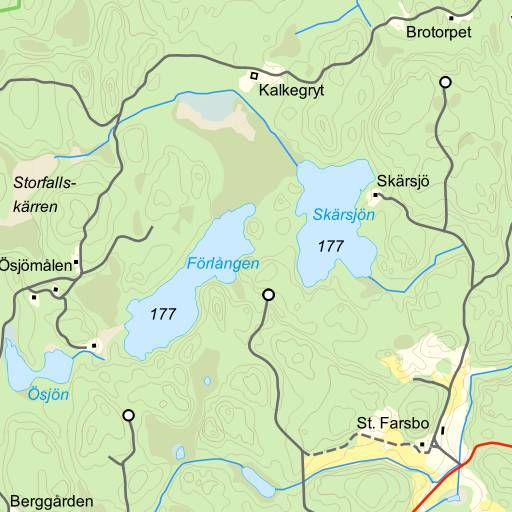 Brotorpet
Kalkegryt
Storfalls-
kärren
Skärsjö
Skärsjön
177
Förlången
Ösjömålen
177
Ösjön
St. Farsbo
Berggården